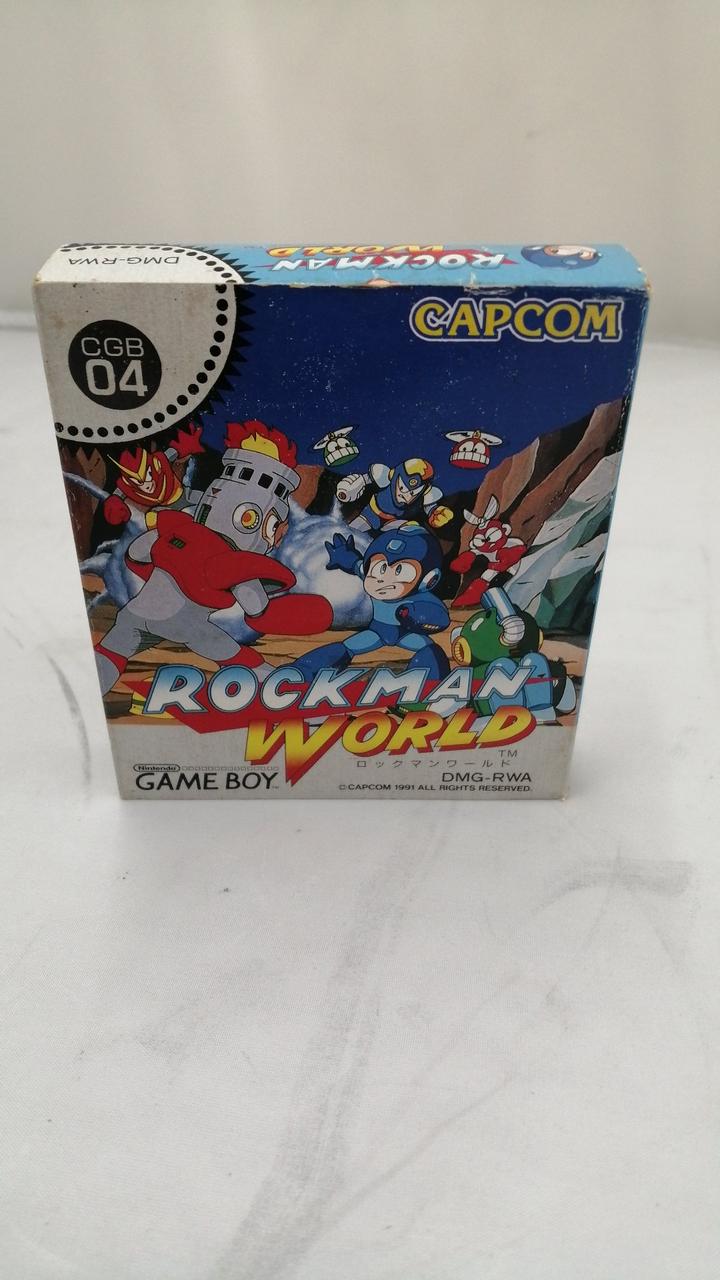 DMG-RWA
ROCKMAN
WORLD
CAPCOM
CGB
04
ROCKMAN
WORLD
TM
ロックマンワールド
Nintendo
GAME BOY
TM
DMG-RWA
©CAPCOM 1991 ALL RIGHTS RESERVED.